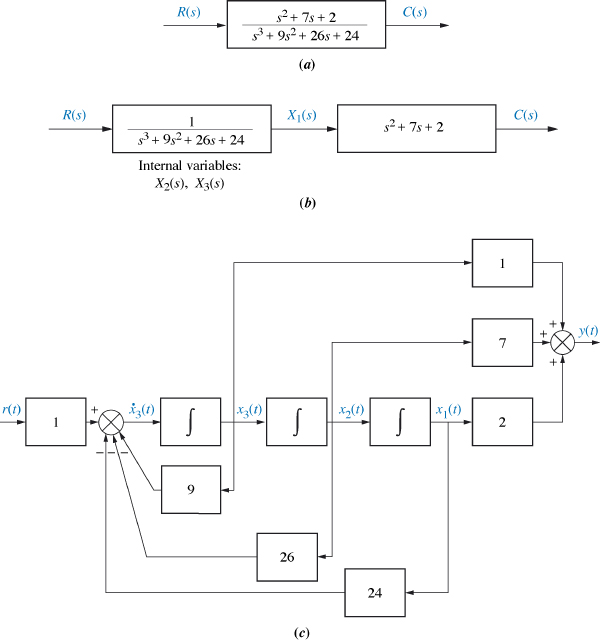 R(s)
s² + 7s + 2
s³ + 9s² + 26s + 24
C(s)
(a)
R(s)
1
s³ + 9s² + 26s + 24
X₁(s)
s² + 7s + 2
C(s)
Internal variables:
X₂(s), X₃(s)
(b)
1
+
7
+
y(t)
+
r(t)
1
+
ẋ₃(t)
∫
x₃(t)
∫
x₂(t)
∫
x₁(t)
2
− − −
9
26
24
(c)